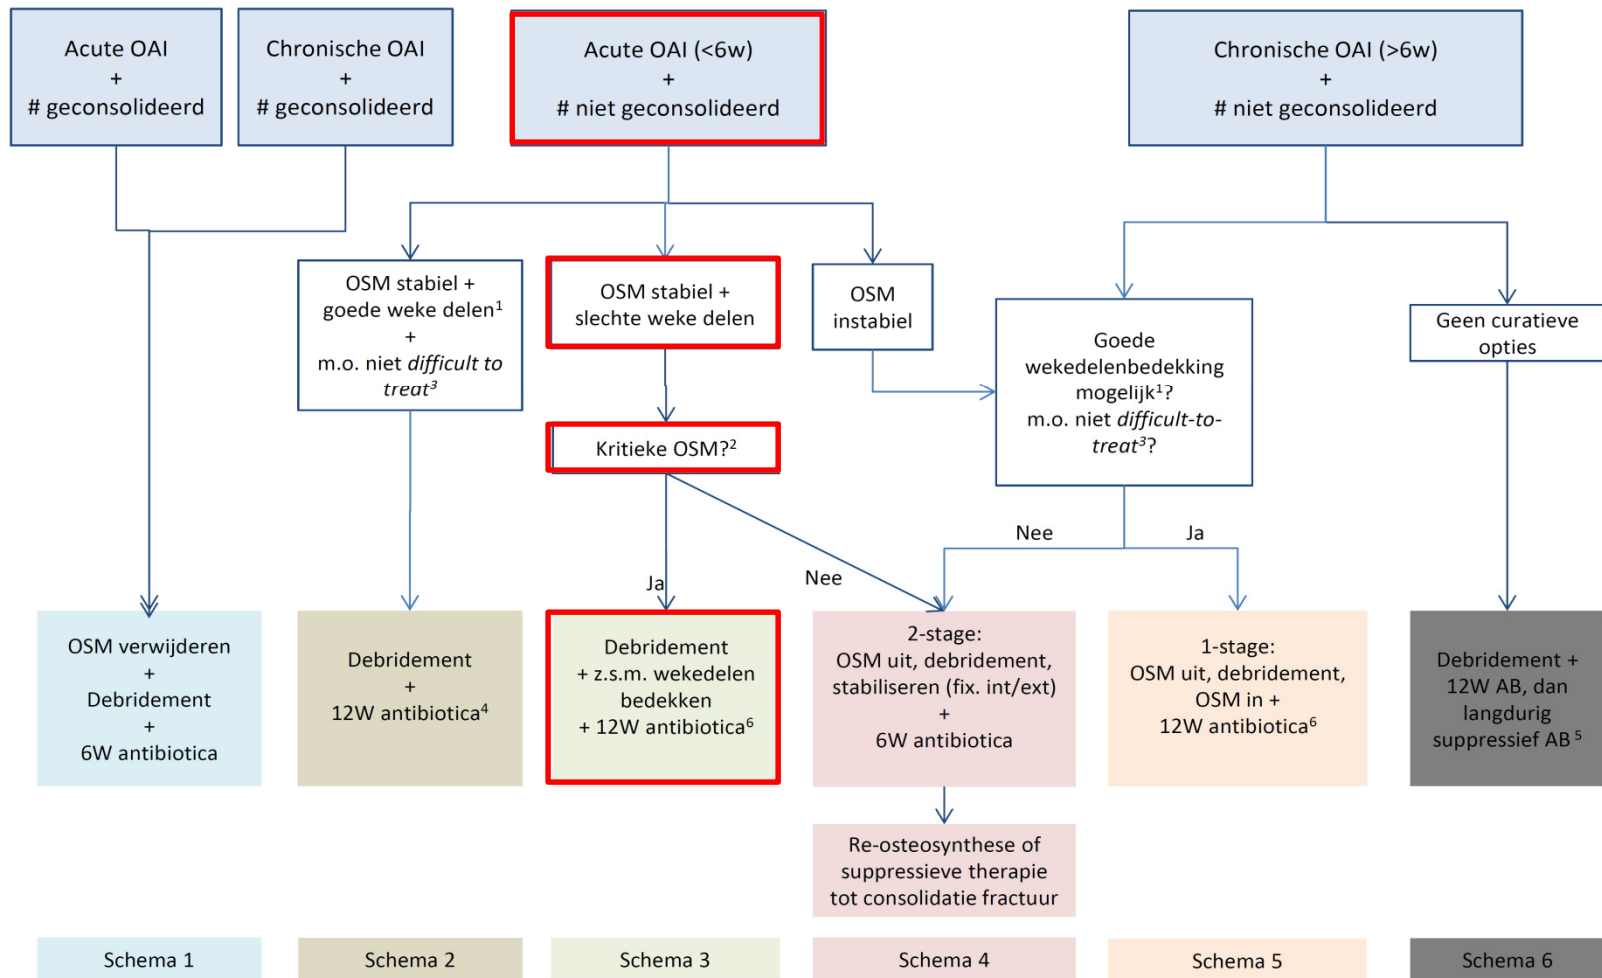 Acute OAI
+
# geconsolideerd
Chronische OAI
+
# geconsolideerd
Acute OAI (<6w)
+
# niet geconsolideerd
Chronische OAI (>6w)
+
# niet geconsolideerd
OSM stabiel +
goede weke delen¹
+
m.o. niet difficult to
treat³
OSM stabiel +
slechte weke delen
OSM
instabiel
Goede
wekedelenbedekking
mogelijk¹?
m.o. niet difficult-to-
treat³?
Geen curatieve
opties
Kritieke OSM?²
Ja
Nee
Nee
Ja
OSM verwijderen
+
Debridement
+
6W antibiotica
Debridement
+
12W antibiotica⁴
Debridement
+ z.s.m. wekedelen
bedekken
+ 12W antibiotica⁶
2-stage:
OSM uit, debridement,
stabiliseren (fix. int/ext)
+
6W antibiotica
1-stage:
OSM uit, debridement,
OSM in +
12W antibiotica⁶
Debridement +
12W AB, dan
langdurig
suppressief AB ⁵
Re-osteosynthese of
suppressieve therapie
tot consolidatie fractuur
Schema 1
Schema 2
Schema 3
Schema 4
Schema 5
Schema 6